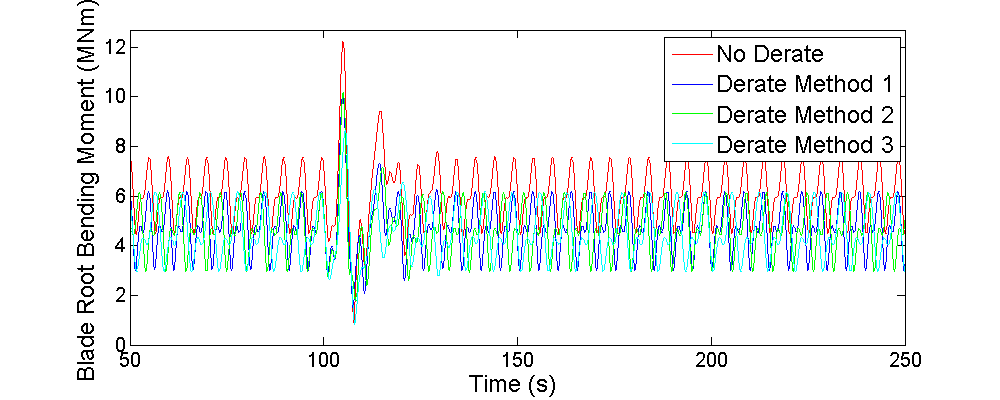 Blade Root Bending Moment (MNm)
12
10
8
6
4
2
0
No Derate
Derate Method 1
Derate Method 2
Derate Method 3
50
100
150
200
250
Time (s)